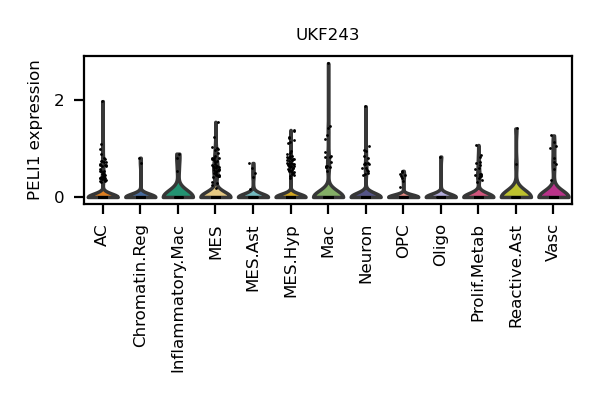 UKF243
PELI1 expression
2
0
AC
Chromatin.Reg
Inflammatory.Mac
MES
MES.Ast
MES.Hyp
Mac
Neuron
OPC
Oligo
Prolif.Metab
Reactive.Ast
Vasc